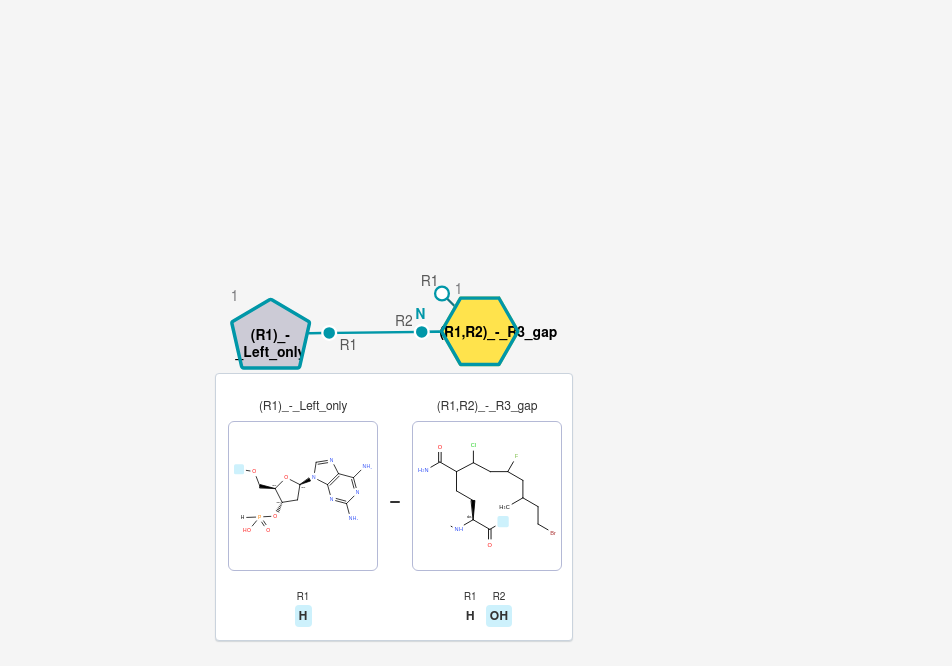 R1
1
1
N
R2
(R1)_-
_Left_only
R1
(R1,R2)_-_R3_gap
(R1)_-_Left_only
(R1,R2)_-_R3_gap
Cl
O
F
H₂N
N
NH₂
O
O
N
N
N
N
H₃C
H
P
O
HO
O
NH₂
NH
O
Br
R1
R1
R2
H
H
OH